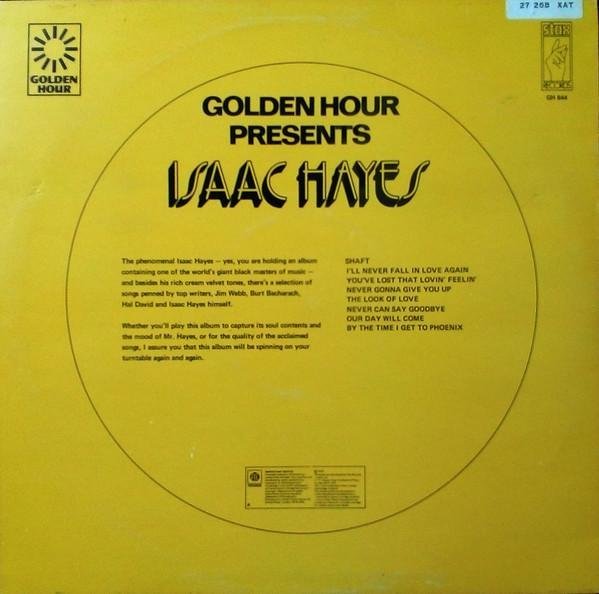 27 26B XAT
GOLDEN
HOUR
stax
RECORDS
GH 844
GOLDEN HOUR
PRESENTS
ISAAC HAYES
The phenomenal Isaac Hayes – yes, you are holding an album
containing one of the world's giant black masters of music –
and besides his rich cream velvet tones, there's a selection of
songs penned by top writers, Jim Webb, Burt Bacharach,
Hal David and Isaac Hayes himself.
Whether you'll play this album to capture its soul contents and
the mood of Mr. Hayes, or for the quality of the acclaimed
songs, I assure you that this album will be spinning on your
turntable again and again.
SHAFT
I'LL NEVER FALL IN LOVE AGAIN
YOU'VE LOST THAT LOVIN' FEELIN'
NEVER GONNA GIVE YOU UP
THE LOOK OF LOVE
NEVER CAN SAY GOODBYE
OUR DAY WILL COME
BY THE TIME I GET TO PHOENIX